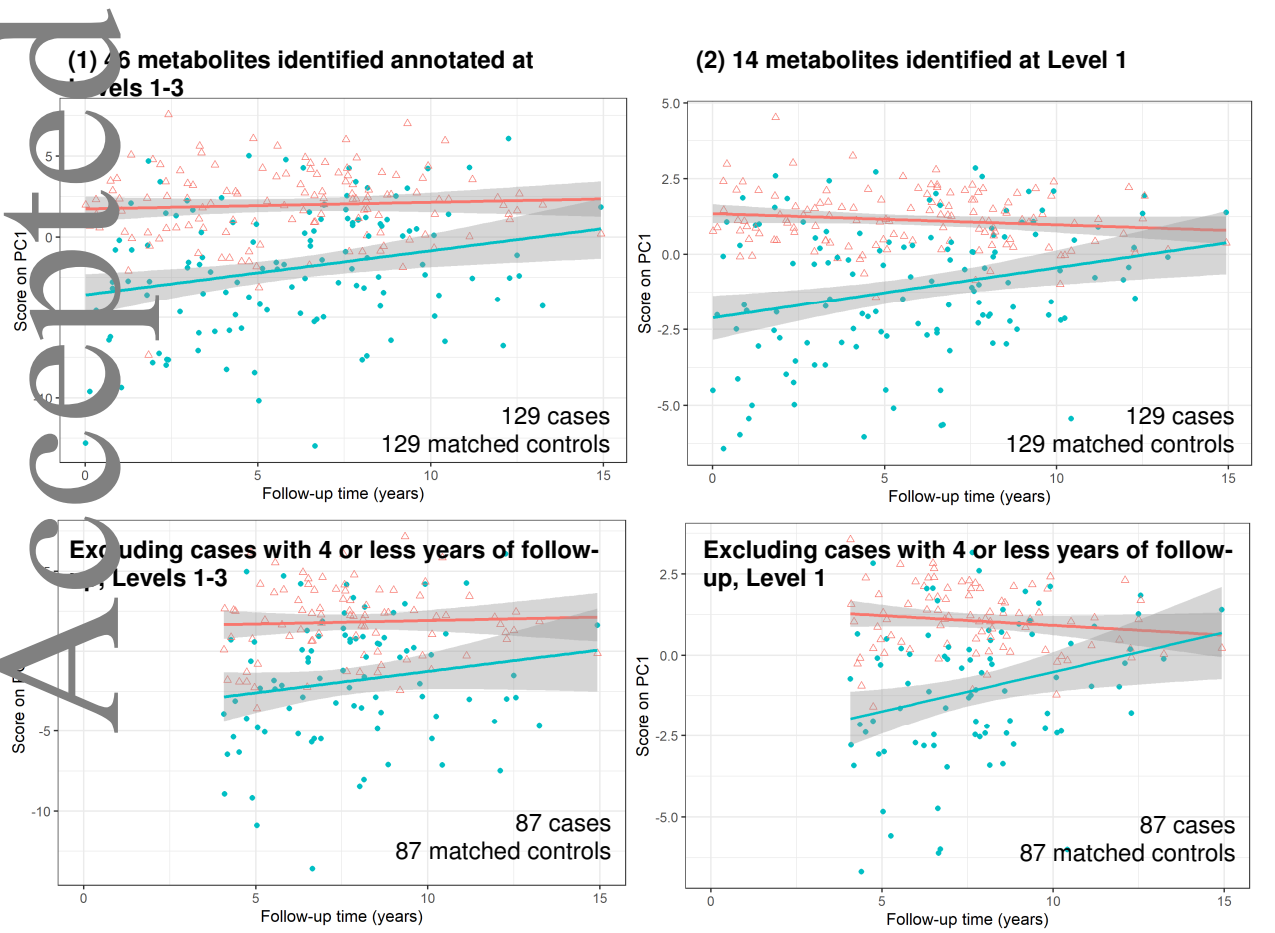 Accepted
(1) 46 metabolites identified annotated at
Levels 1-3
5
0
-10
Score on PC1
0
5
10
15
Follow-up time (years)
129 cases
129 matched controls
(2) 14 metabolites identified at Level 1
5.0
2.5
0.0
-2.5
-5.0
Score on PC1
0
5
10
15
Follow-up time (years)
129 cases
129 matched controls
Excluding cases with 4 or less years of follow-
up, Levels 1-3
-5
-10
Score on PC1
0
5
10
15
Follow-up time (years)
87 cases
87 matched controls
Excluding cases with 4 or less years of follow-
up, Level 1
2.5
0.0
-2.5
-5.0
Score on PC1
0
5
10
15
Follow-up time (years)
87 cases
87 matched controls